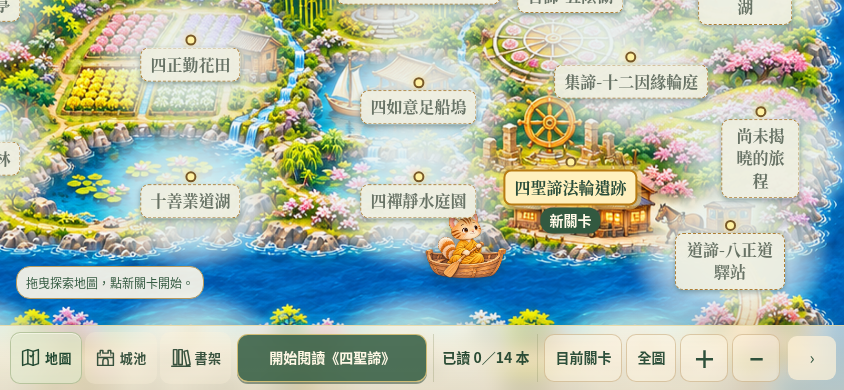 湖
四正勤花田
四如意足船塢
集諦-十二因緣輪庭
尚未揭
曉的旅
程
林
十善業道湖
四禪靜水庭園
四聖諦法輪遺跡
新關卡
道諦-八正道
驛站
拖曳探索地圖，點新關卡開始。
地圖
城池
書架
開始閱讀《四聖諦》
已讀 0／14 本
目前關卡
全圖
+
−
›